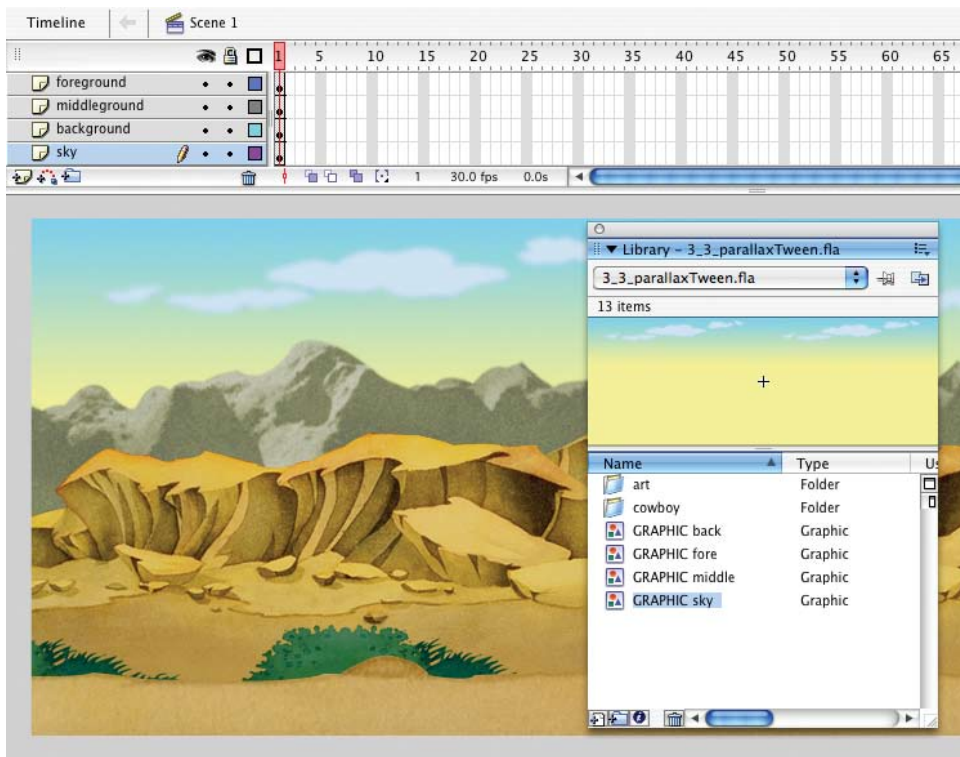 Timeline Scene 1
1 5 10 15 20 25 30 35 40 45 50 55 60 65
foreground
middleground
background
sky
1 30.0 fps 0.0s
Library - 3_3_parallaxTween.fla
3_3_parallaxTween.fla
13 items
Name Type
art Folder
cowboy Folder
GRAPHIC back Graphic
GRAPHIC fore Graphic
GRAPHIC middle Graphic
GRAPHIC sky Graphic